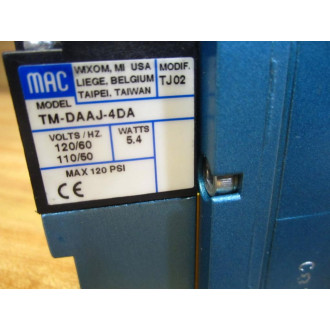 MAC
WIXOM, MI USA
LIEGE, BELGIUM
TAIPEI, TAIWAN
MODIF.
TJ02
MODEL
TM-DAAJ-4DA
VOLTS/HZ.
120/60
110/50
WATTS
5.4
MAX 120 PSI
CE